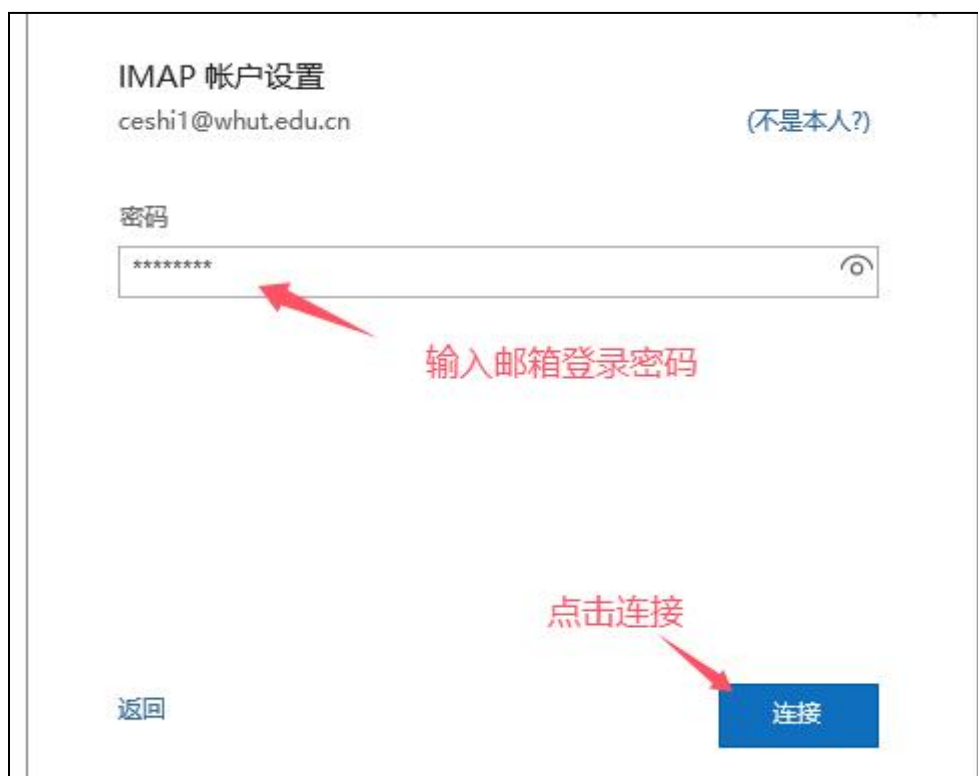 IMAP 帐户设置
ceshi1@whut.edu.cn
(不是本人?)
密码
********
输入邮箱登录密码
点击连接
返回
连接